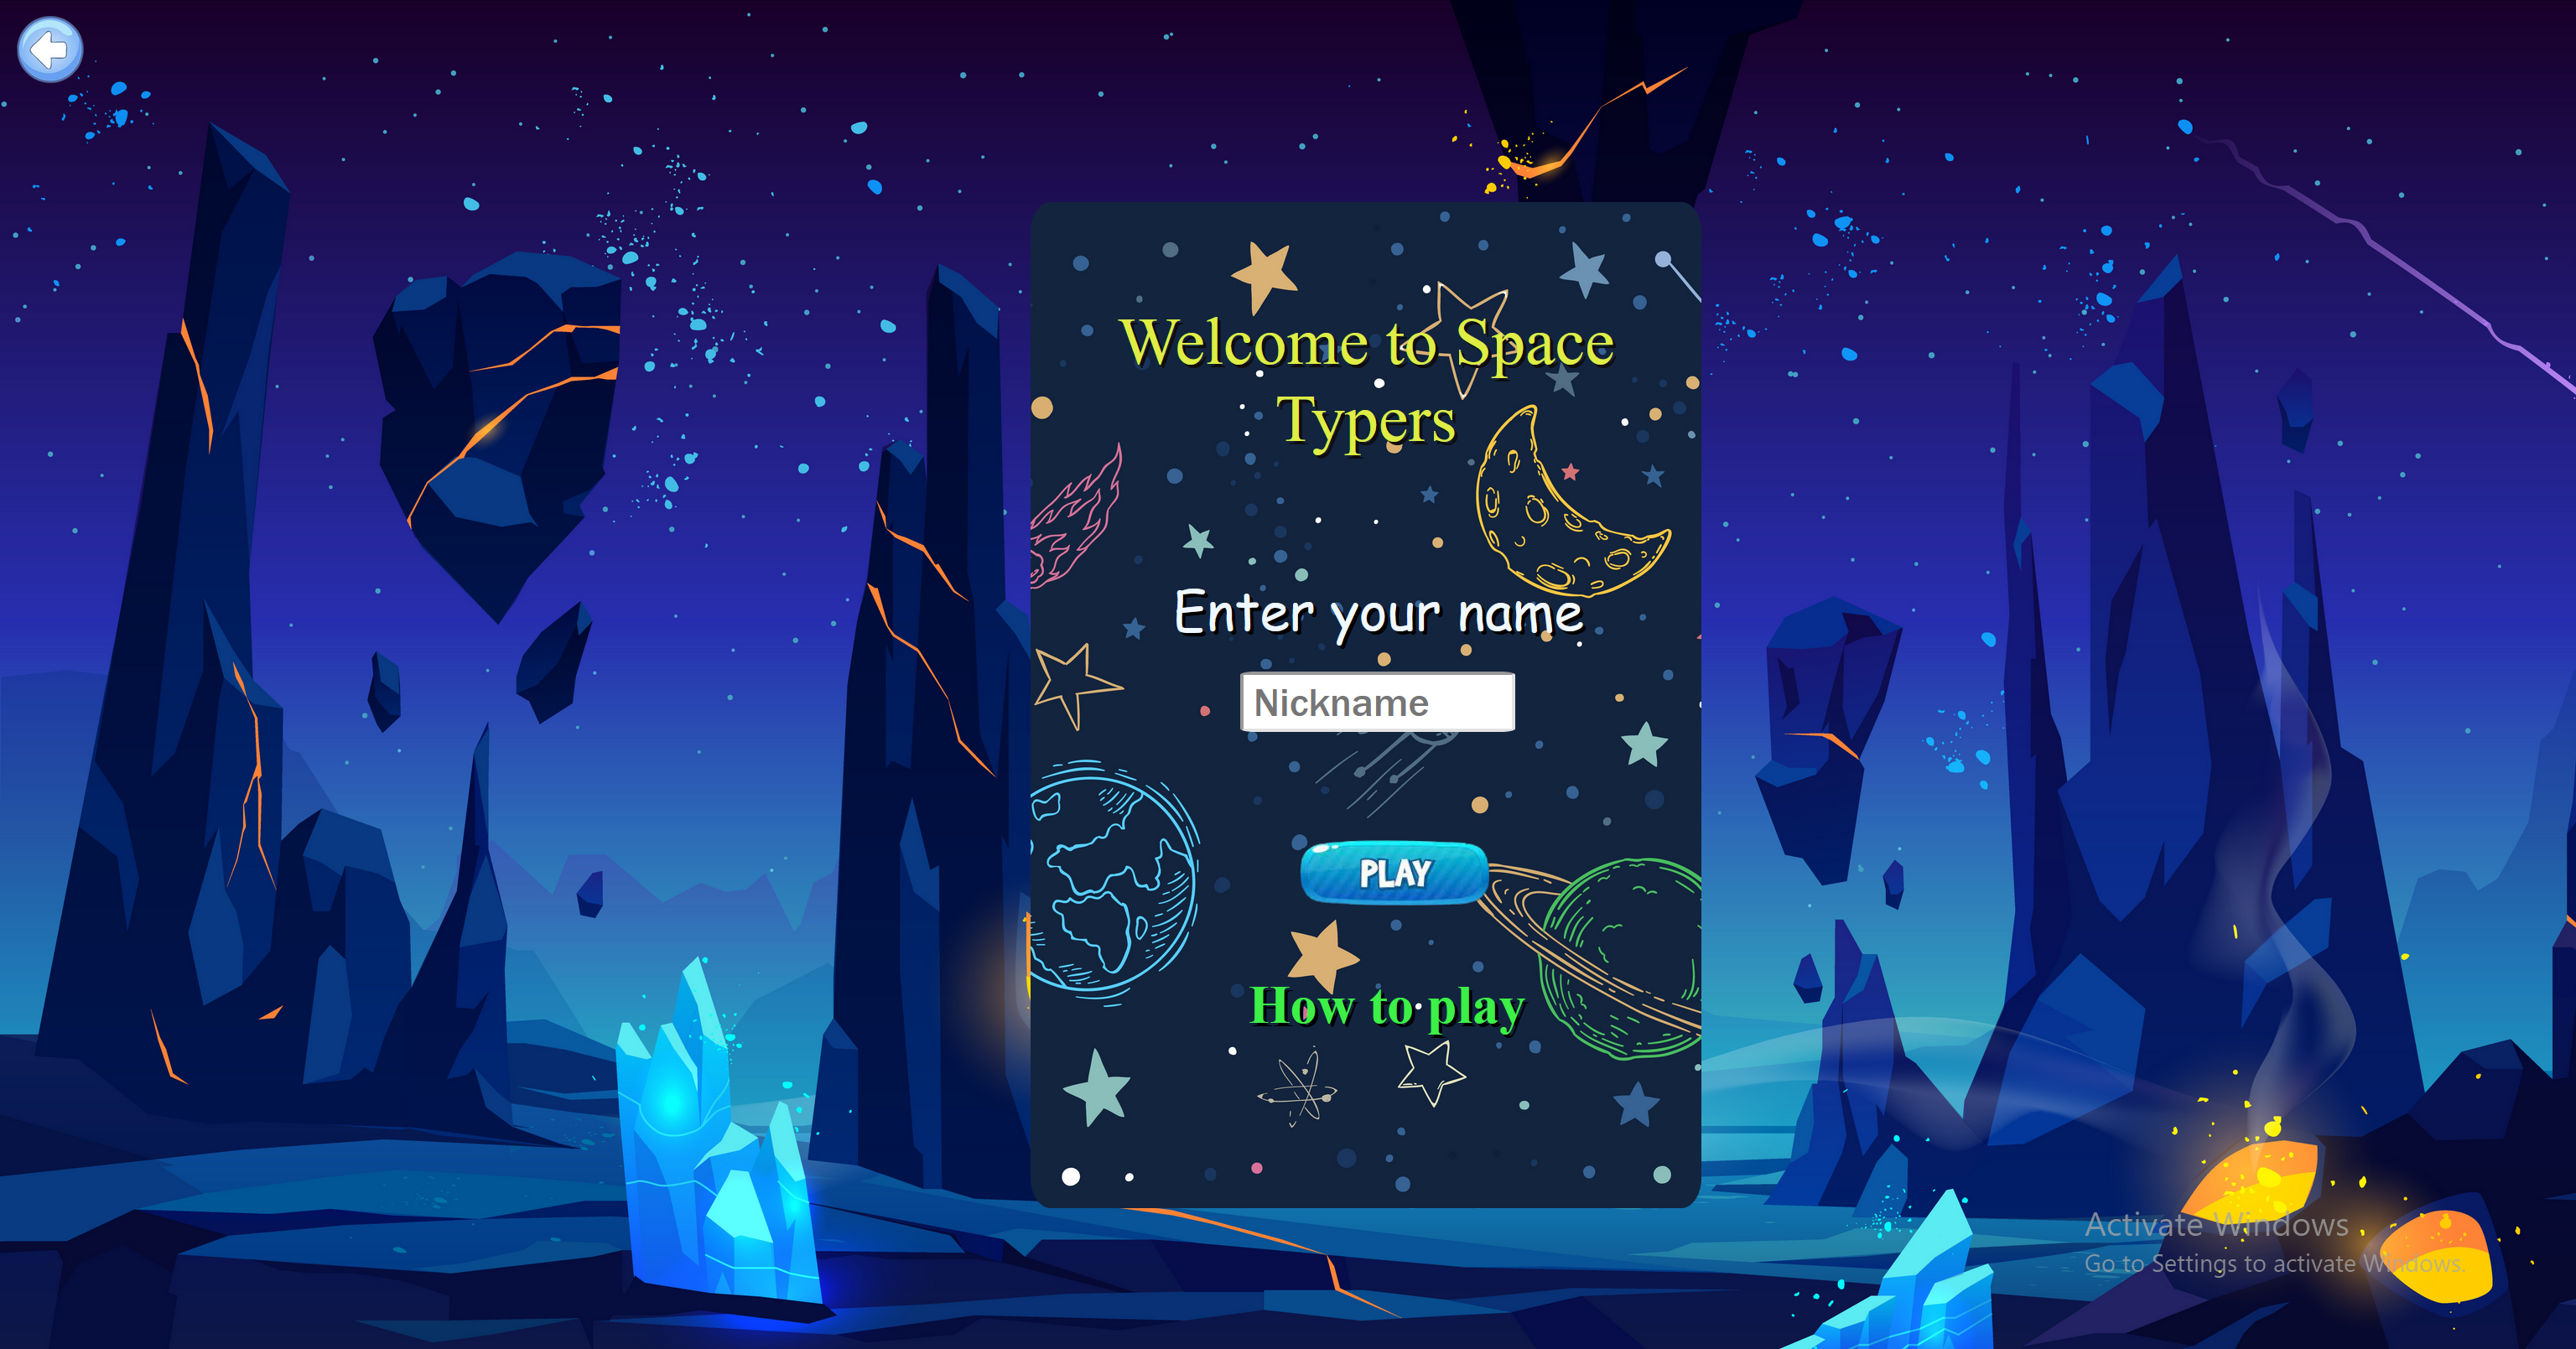 Welcome to Space
Typers
Enter your name
Nickname
PLAY
How to play
Activate Windows
Go to Settings to activate Windows.